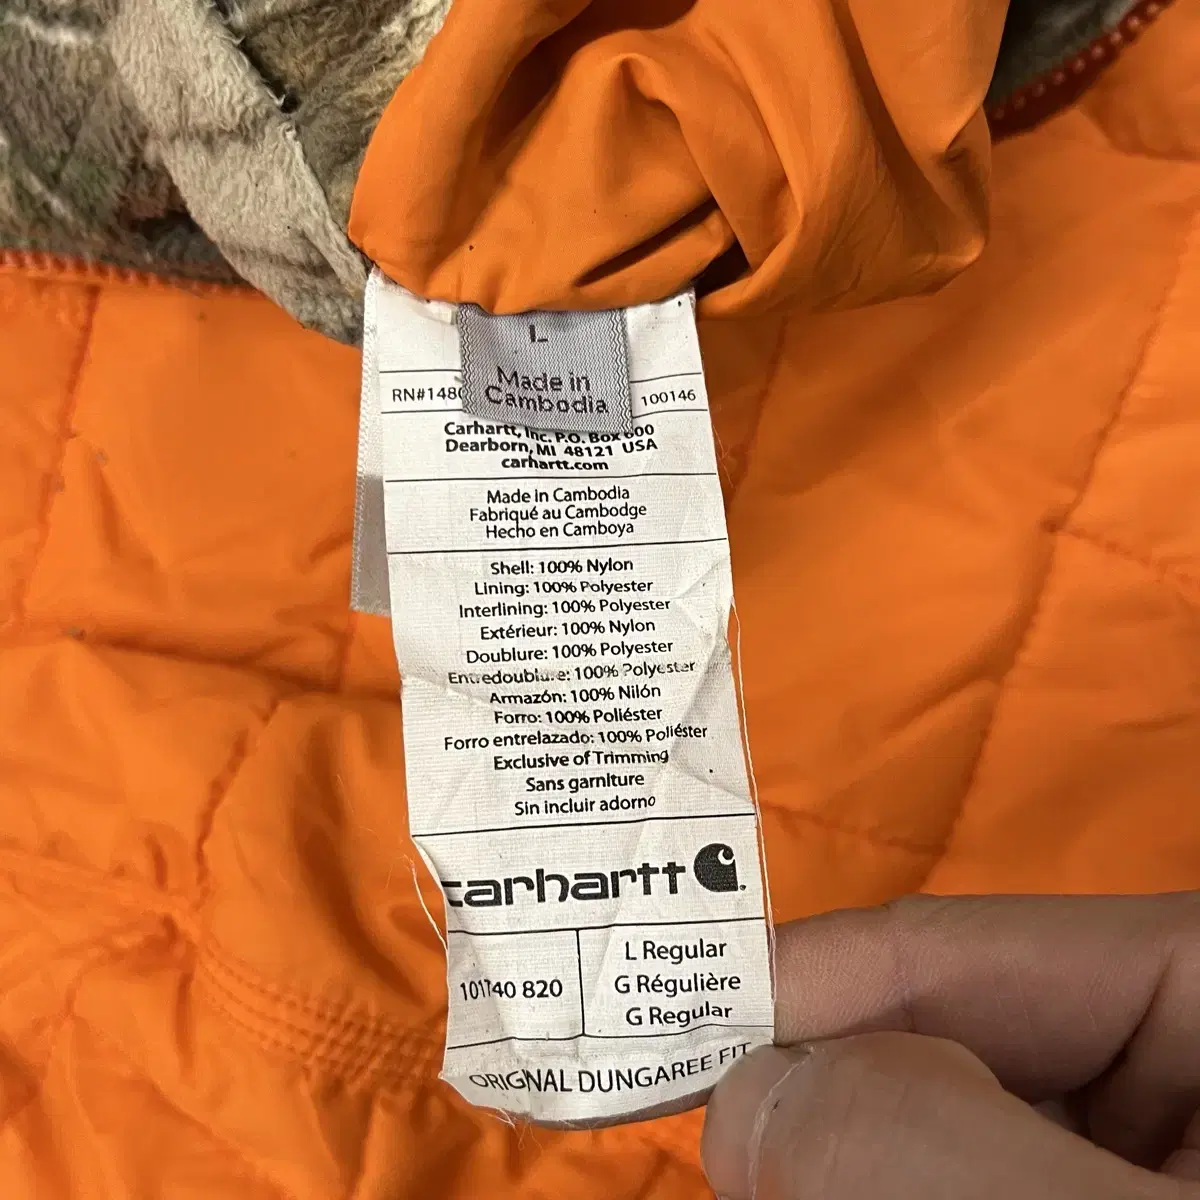 L
Made in
Cambodia
RN#1480
100146
Carhartt, Inc. P.O. Box 600
Dearborn, MI 48121 USA
carhartt.com
Made in Cambodia
Fabriqué au Cambodge
Hecho en Camboya
Shell: 100% Nylon
Lining: 100% Polyester
Interlining: 100% Polyester
Extérieur: 100% Nylon
Doublure: 100% Polyester
Entredoublure: 100% Polyester
Armazón: 100% Nilón
Forro: 100% Poliéster
Forro entrelazado: 100% Poliéster
Exclusive of Trimming
Sans garniture
Sin incluir adorno
carhartt
101740 820
L Regular
G Régulière
G Regular
ORIGINAL DUNGAREE FIT